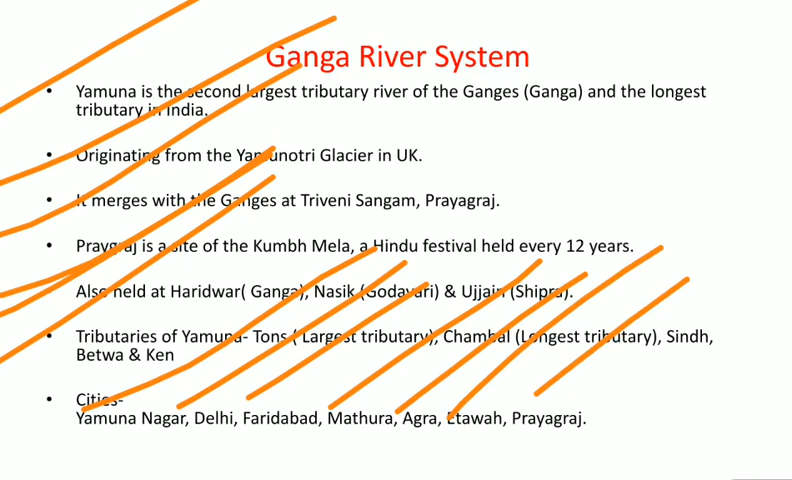 Ganga River System
• Yamuna is the second largest tributary river of the Ganges (Ganga) and the longest
tributary in India.
• Originating from the Yamunotri Glacier in UK.
• It merges with the Ganges at Triveni Sangam, Prayagraj.
• Praygraj is a site of the Kumbh Mela, a Hindu festival held every 12 years.
Also held at Haridwar( Ganga), Nasik (Godavari) & Ujjain (Shipra).
• Tributaries of Yamuna- Tons ( Largest tributary), Chambal (Longest tributary), Sindh,
Betwa & Ken
• Cities-
Yamuna Nagar, Delhi, Faridabad, Mathura, Agra, Etawah, Prayagraj.